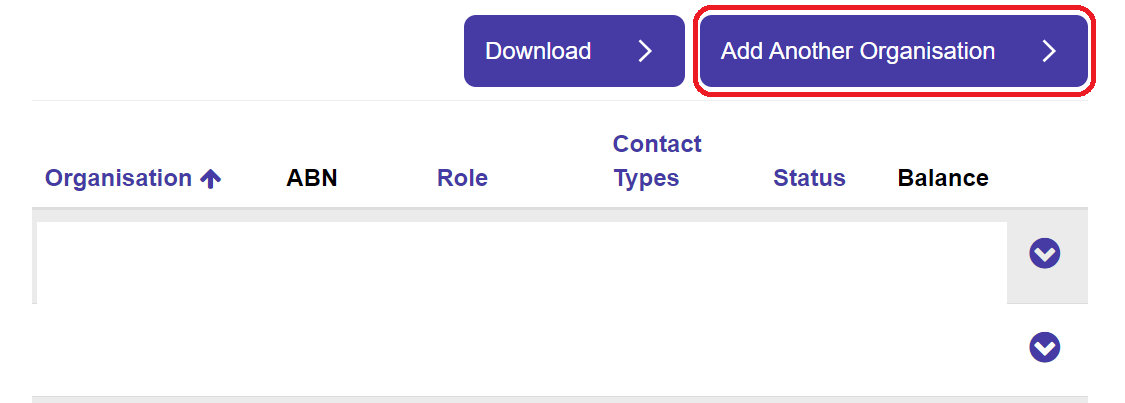 Download
Add Another Organisation
Organisation ABN Role Contact Types Status Balance